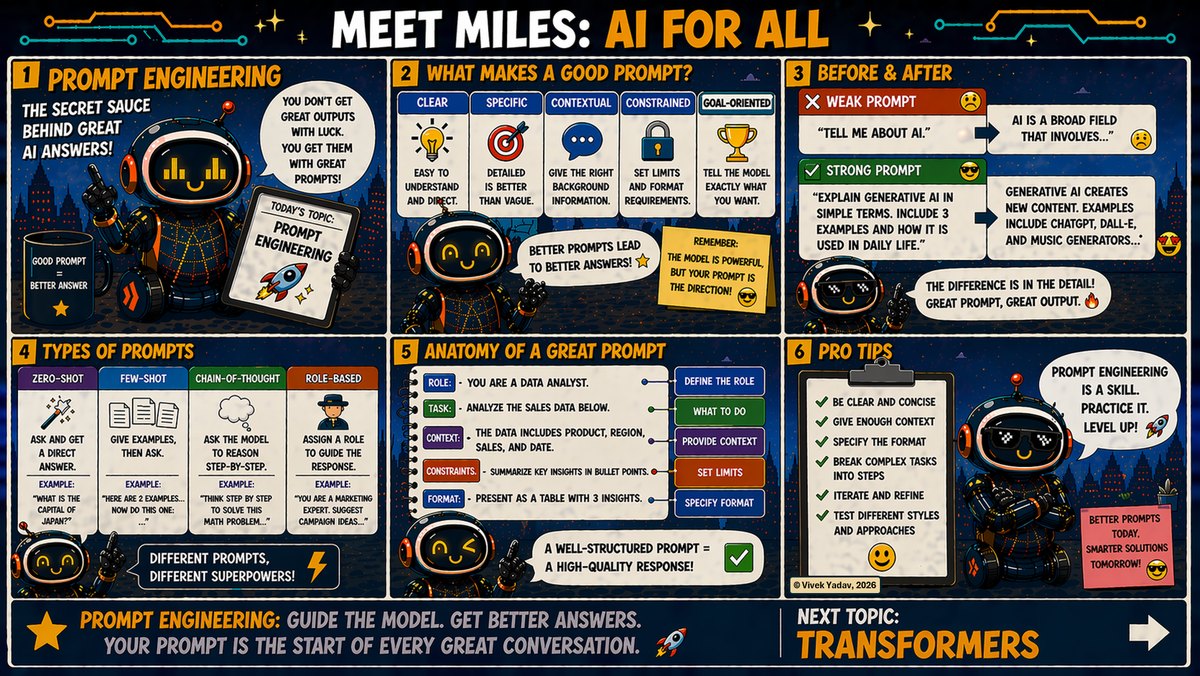 MEET MILES: AI FOR ALL
1 PROMPT ENGINEERING
THE SECRET SAUCE
BEHIND GREAT
AI ANSWERS!
YOU DON'T GET
GREAT OUTPUTS
WITH LUCK.
YOU GET THEM
WITH GREAT
PROMPTS!
TODAY'S TOPIC:
PROMPT
ENGINEERING
GOOD PROMPT
=
BETTER ANSWER
2 WHAT MAKES A GOOD PROMPT?
CLEAR
EASY TO
UNDERSTAND
AND DIRECT.
SPECIFIC
DETAILED
IS BETTER
THAN VAGUE.
CONTEXTUAL
GIVE THE RIGHT
BACKGROUND
INFORMATION.
CONSTRAINED
SET LIMITS
AND FORMAT
REQUIREMENTS.
GOAL-ORIENTED
TELL THE MODEL
EXACTLY WHAT
YOU WANT.
BETTER PROMPTS LEAD
TO BETTER ANSWERS!
REMEMBER:
THE MODEL IS POWERFUL,
BUT YOUR PROMPT IS
THE DIRECTION!
3 BEFORE & AFTER
WEAK PROMPT
"TELL ME ABOUT AI."
AI IS A BROAD FIELD
THAT INVOLVES..."
STRONG PROMPT
"EXPLAIN GENERATIVE AI IN
SIMPLE TERMS. INCLUDE 3
EXAMPLES AND HOW IT IS
USED IN DAILY LIFE."
GENERATIVE AI CREATES
NEW CONTENT. EXAMPLES
INCLUDE CHATGPT, DALL-E,
AND MUSIC GENERATORS..."
THE DIFFERENCE IS IN THE DETAIL!
GREAT PROMPT, GREAT OUTPUT.
4 TYPES OF PROMPTS
ZERO-SHOT
ASK AND GET
A DIRECT
ANSWER.
EXAMPLE:
"WHAT IS THE
CAPITAL OF
JAPAN?"
FEW-SHOT
GIVE EXAMPLES,
THEN ASK.
EXAMPLE:
"HERE ARE 2 EXAMPLES...
NOW DO THIS ONE:
..."
CHAIN-OF-THOUGHT
ASK THE MODEL
TO REASON
STEP-BY-STEP.
EXAMPLE:
"THINK STEP BY STEP
TO SOLVE THIS
MATH PROBLEM..."
ROLE-BASED
ASSIGN A ROLE
TO GUIDE THE
RESPONSE.
EXAMPLE:
"YOU ARE A MARKETING
EXPERT. SUGGEST
CAMPAIGN IDEAS..."
DIFFERENT PROMPTS,
DIFFERENT SUPERPOWERS!
5 ANATOMY OF A GREAT PROMPT
ROLE: - YOU ARE A DATA ANALYST. DEFINE THE ROLE
TASK: - ANALYZE THE SALES DATA BELOW. WHAT TO DO
CONTEXT: - THE DATA INCLUDES PRODUCT, REGION,
SALES, AND DATE. PROVIDE CONTEXT
CONSTRAINTS. - SUMMARIZE KEY INSIGHTS IN BULLET POINTS. SET LIMITS
FORMAT: - PRESENT AS A TABLE WITH 3 INSIGHTS. SPECIFY FORMAT
A WELL-STRUCTURED PROMPT =
A HIGH-QUALITY RESPONSE!
6 PRO TIPS
BE CLEAR AND CONCISE
GIVE ENOUGH CONTEXT
SPECIFY THE FORMAT
BREAK COMPLEX TASKS
INTO STEPS
ITERATE AND REFINE
TEST DIFFERENT STYLES
AND APPROACHES
PROMPT ENGINEERING
IS A SKILL.
PRACTICE IT.
LEVEL UP!
BETTER PROMPTS
TODAY.
SMARTER SOLUTIONS
TOMORROW!
© Vivek Yadav, 2026
PROMPT ENGINEERING: GUIDE THE MODEL. GET BETTER ANSWERS.
YOUR PROMPT IS THE START OF EVERY GREAT CONVERSATION.
NEXT TOPIC:
TRANSFORMERS